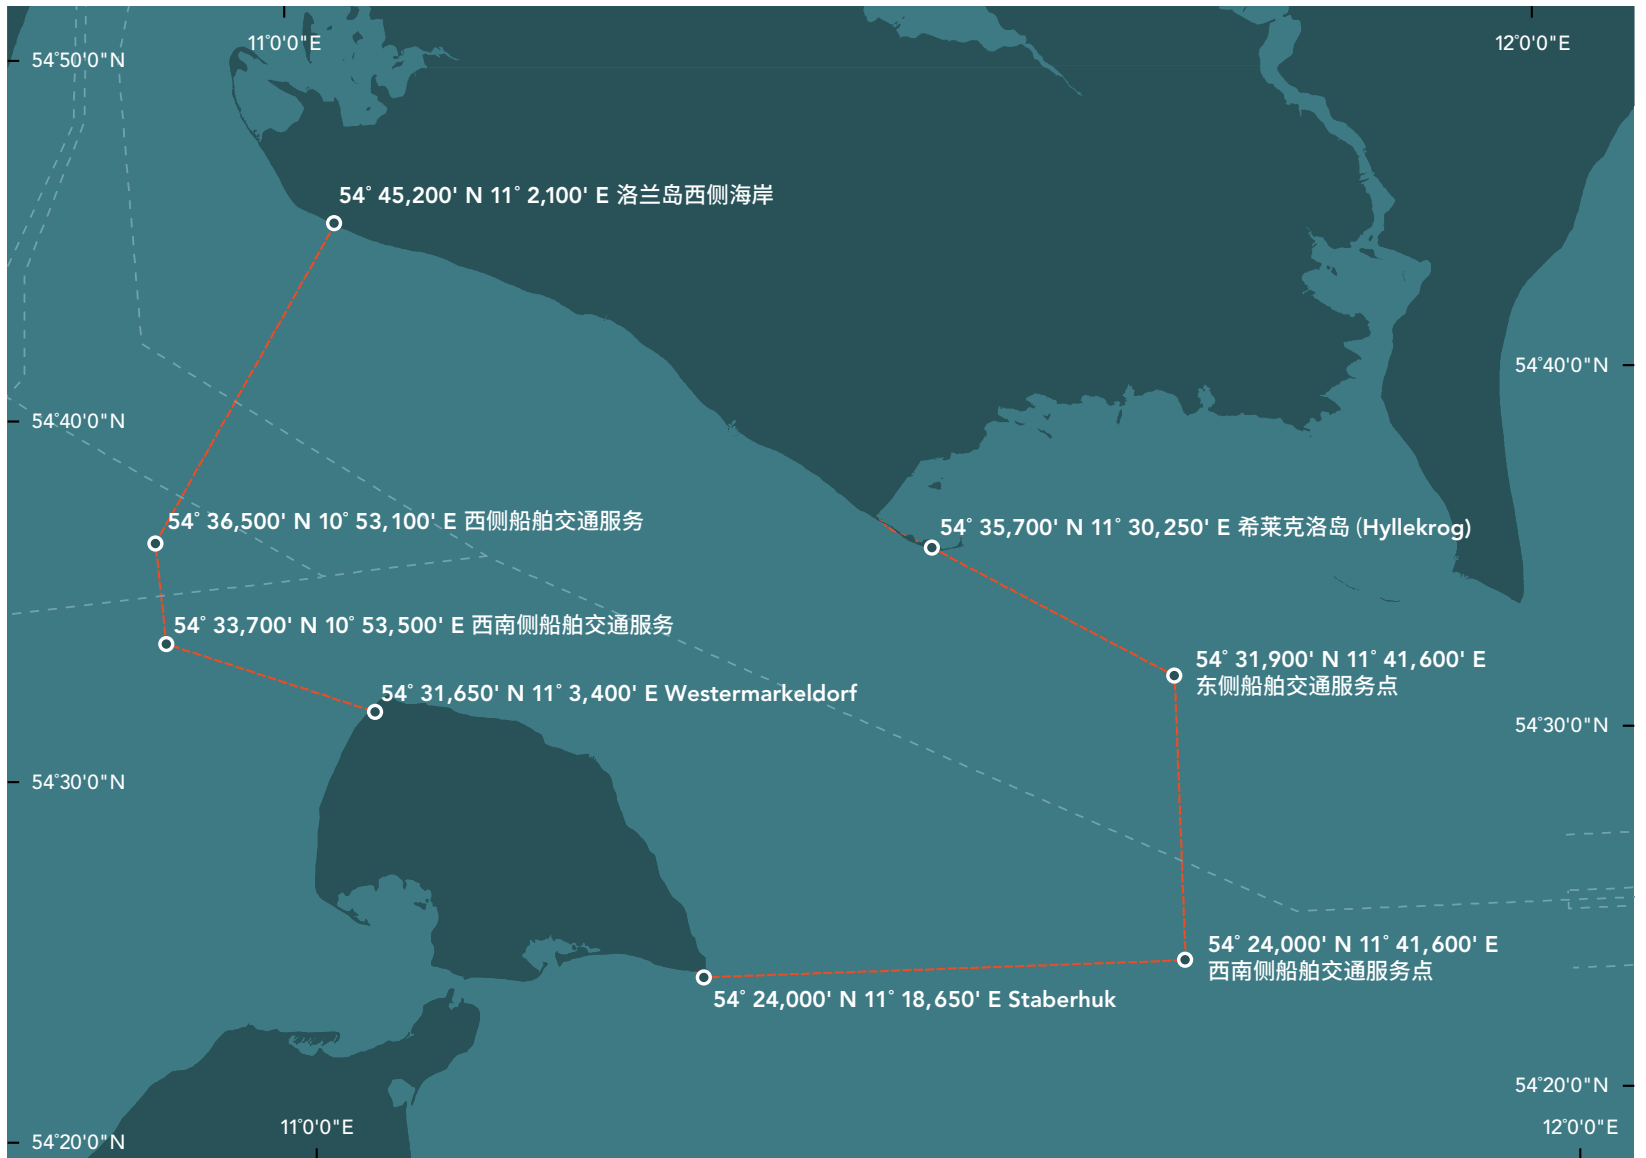 11°0'0"E
12°0'0"E
54°50'0"N
54° 45,200' N 11° 2,100' E 洛兰岛西侧海岸
54°40'0"N
54°40'0"N
54° 36,500' N 10° 53,100' E 西侧船舶交通服务
54° 35,700' N 11° 30,250' E 希莱克洛岛 (Hyllekrog)
54° 33,700' N 10° 53,500' E 西南侧船舶交通服务
54° 31,900' N 11° 41,600' E
东侧船舶交通服务点
54° 31,650' N 11° 3,400' E Westermarkeldorf
54°30'0"N
54°30'0"N
54° 24,000' N 11° 41,600' E
西南侧船舶交通服务点
54° 24,000' N 11° 18,650' E Staberhuk
54°20'0"N
11°0'0"E
12°0'0"E
54°20'0"N